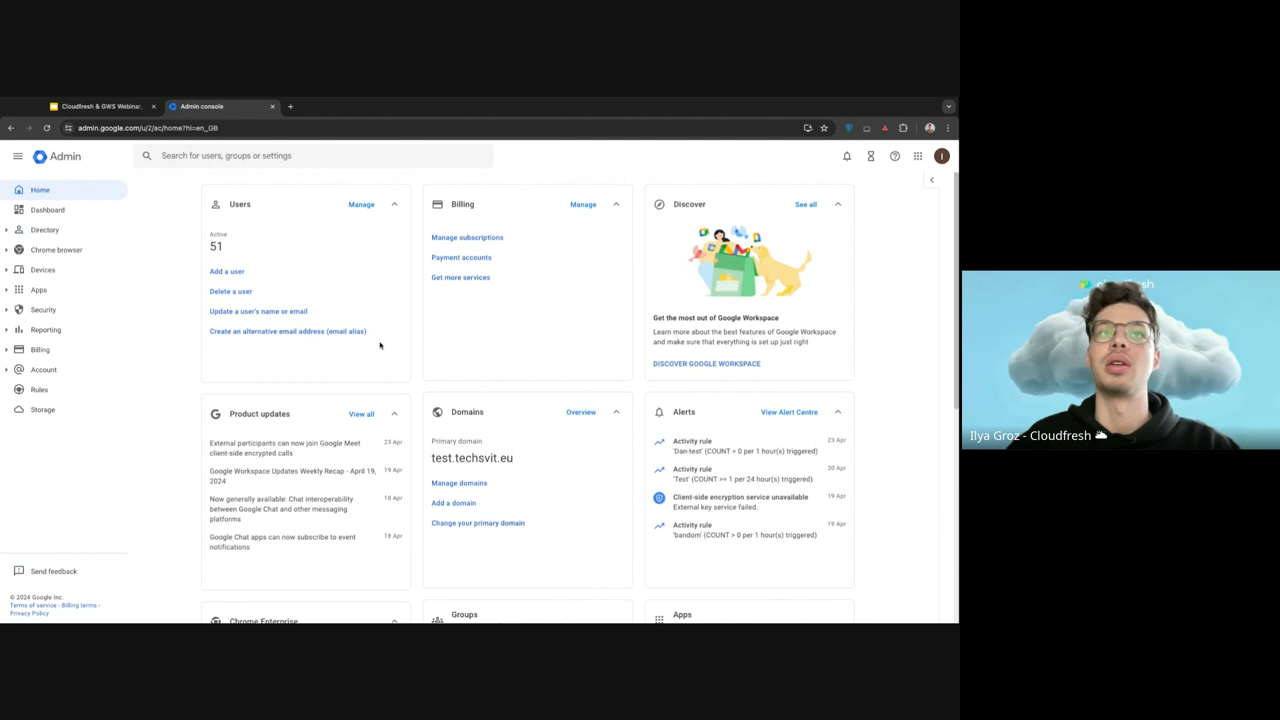 Cloudfresh & GWS Webinar
Admin console
admin.google.com/u/2/ac/home?hl=en_GB
Admin
Search for users, groups or settings
I
Home
Dashboard
Directory
Chrome browser
Devices
Apps
Security
Reporting
Billing
Account
Rules
Storage
Send feedback
© 2024 Google Inc.
Terms of service - Billing terms -
Privacy Policy
Users
Manage
Active
51
Add a user
Delete a user
Update a user's name or email
Create an alternative email address (email alias)
Billing
Manage
Manage subscriptions
Payment accounts
Get more services
Discover
See all
Get the most out of Google Workspace
Learn more about the best features of Google Workspace
and make sure that everything is set up just right
DISCOVER GOOGLE WORKSPACE
Product updates
View all
External participants can now join Google Meet
client-side encrypted calls
23 Apr
Google Workspace Updates Weekly Recap - April 19,
2024
19 Apr
Now generally available: Chat interoperability
between Google Chat and other messaging
platforms
18 Apr
Google Chat apps can now subscribe to event
notifications
18 Apr
Domains
Overview
Primary domain
test.techsvit.eu
Manage domains
Add a domain
Change your primary domain
Alerts
View Alert Centre
Activity rule
'Dan-test' (COUNT > 0 per 1 hour(s) triggered)
23 Apr
Activity rule
'Test' (COUNT >= 1 per 24 hour(s) triggered)
20 Apr
Client-side encryption service unavailable
External key service failed.
19 Apr
Activity rule
'bandom' (COUNT > 0 per 1 hour(s) triggered)
19 Apr
Chrome Enterprise
Groups
Apps
Ilya Groz - Cloudfresh